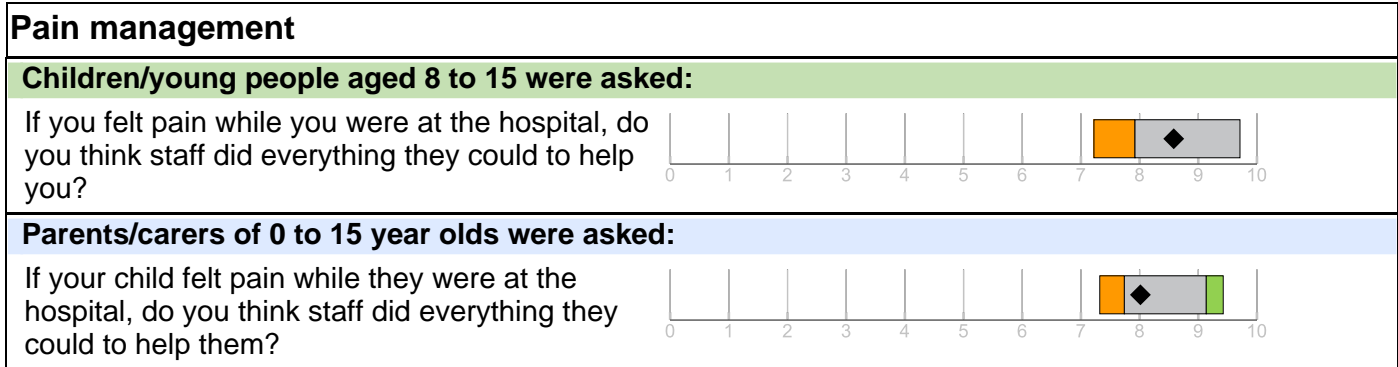 Pain management
Children/young people aged 8 to 15 were asked:
If you felt pain while you were at the hospital, do
you think staff did everything they could to help
you?
0 1 2 3 4 5 6 7 8 9 10
Parents/carers of 0 to 15 year olds were asked:
If your child felt pain while they were at the
hospital, do you think staff did everything they
could to help them?
0 1 2 3 4 5 6 7 8 9 10